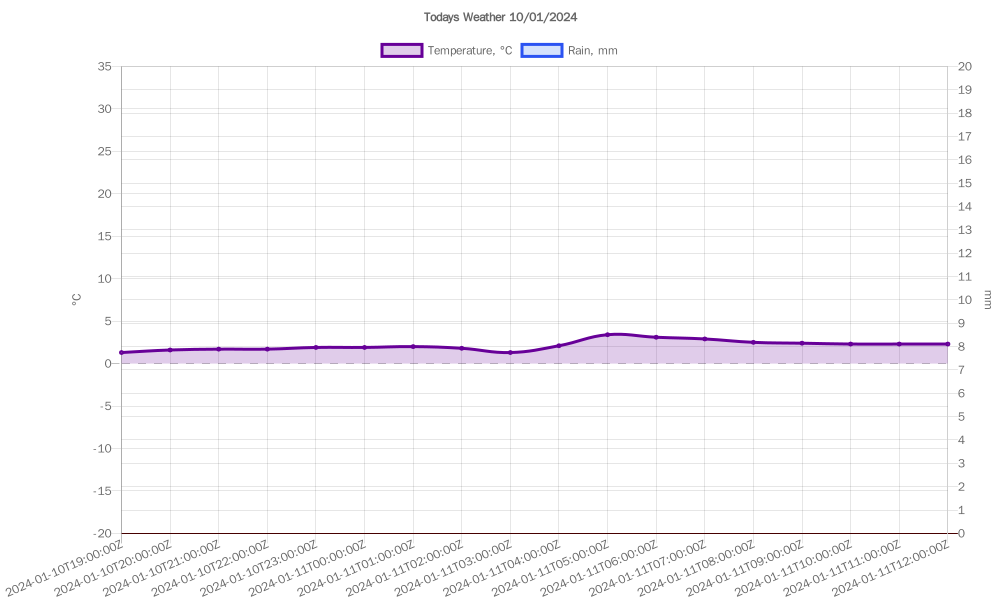 Todays Weather 10/01/2024
Temperature, °C Rain, mm
35
30
25
20
15
10
5
0
-5
-10
-15
-20
°C
20
19
18
17
16
15
14
13
12
11
10
9
8
7
6
5
4
3
2
1
0
mm
2024-01-10T19:00:00Z
2024-01-10T20:00:00Z
2024-01-10T21:00:00Z
2024-01-10T22:00:00Z
2024-01-10T23:00:00Z
2024-01-11T00:00:00Z
2024-01-11T01:00:00Z
2024-01-11T02:00:00Z
2024-01-11T03:00:00Z
2024-01-11T04:00:00Z
2024-01-11T05:00:00Z
2024-01-11T06:00:00Z
2024-01-11T07:00:00Z
2024-01-11T08:00:00Z
2024-01-11T09:00:00Z
2024-01-11T10:00:00Z
2024-01-11T11:00:00Z
2024-01-11T12:00:00Z